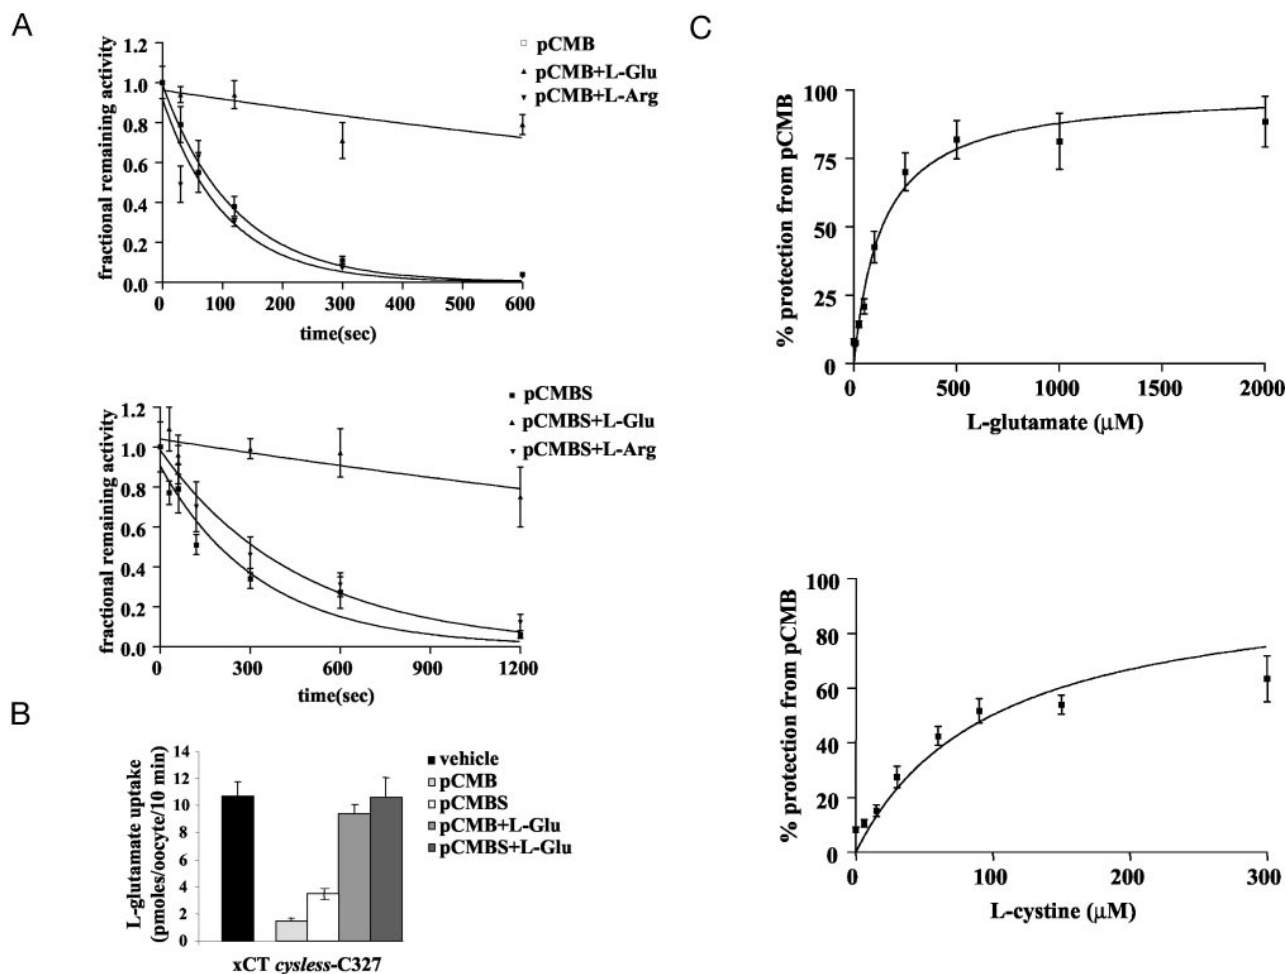 A
fractional remaining activity
1.2
1.0
0.8
0.6
0.4
0.2
0.0
0 100 200 300 400 500 600
time(sec)
pCMB
pCMB+L-Glu
pCMB+L-Arg
fractional remaining activity
1.2
1.0
0.8
0.6
0.4
0.2
0.0
0 300 600 900 1200
time(sec)
pCMBS
pCMBS+L-Glu
pCMBS+L-Arg
B
L-glutamate uptake
(pmoles/oocyte/10 min)
14
12
10
8
6
4
2
0
xCT cysless-C327
vehicle
pCMB
pCMBS
pCMB+L-Glu
pCMBS+L-Glu
C
% protection from pCMB
100
75
50
25
0
0 500 1000 1500 2000
L-glutamate (μM)
% protection from pCMB
100
80
60
40
20
0
0 100 200 300
L-cystine (μM)